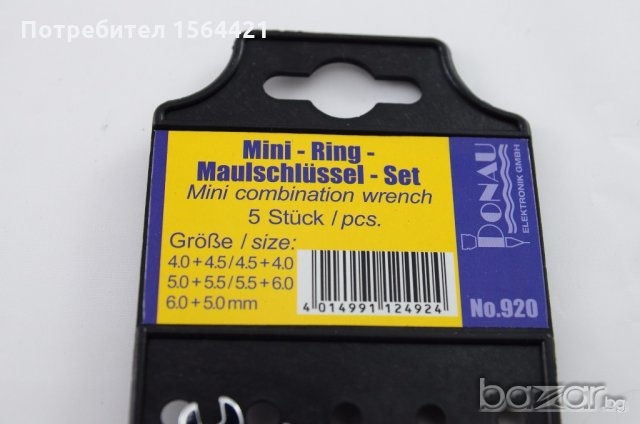 Потребител 1564421
Mini - Ring -
Maulschlüssel - Set
Mini combination wrench
5 Stück / pcs.
Größe / size:
4.0 + 4.5 / 4.5 + 4.0
5.0 + 5.5 / 5.5 + 6.0
6.0 + 5.0 mm
4 014991 124924
DONAU
ELEKTRONIK GMBH
No.920
bazar.bg